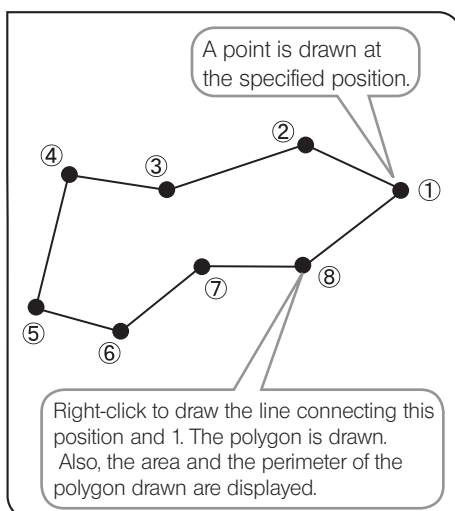 A point is drawn at
the specified position.
②
④
③
①
⑧
⑦
⑤
⑥
Right-click to draw the line connecting this
position and 1. The polygon is drawn.
Also, the area and the perimeter of the
polygon drawn are displayed.